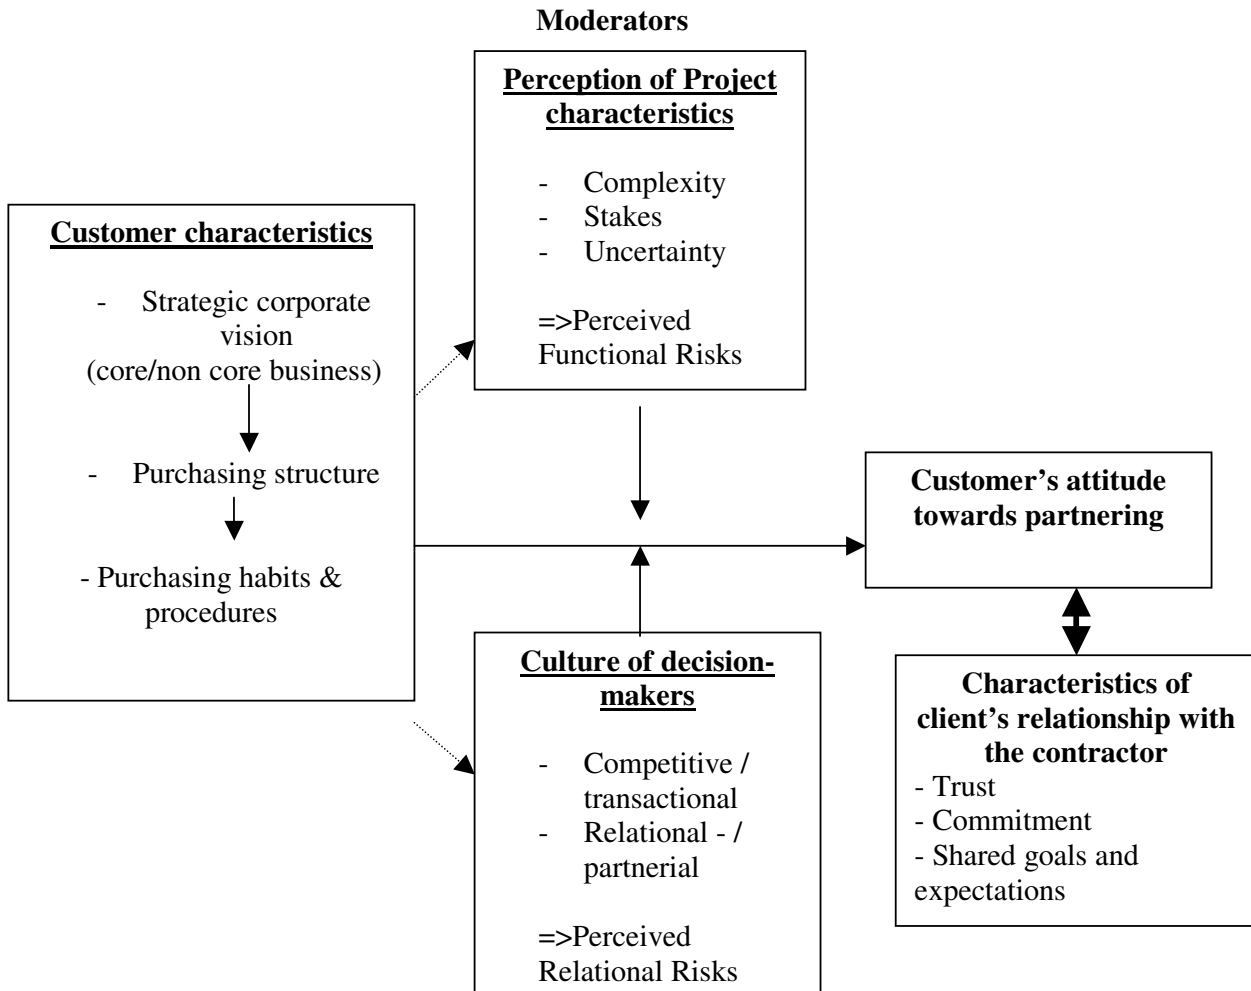 Moderators
Perception of Project
characteristics
- Complexity
- Stakes
- Uncertainty
=>Perceived
Functional Risks
Customer characteristics
- Strategic corporate
vision
(core/non core business)
- Purchasing structure
- Purchasing habits &
procedures
Customer’s attitude
towards partnering
Culture of decision-
makers
- Competitive /
transactional
- Relational - /
partnerial
=>Perceived
Relational Risks
Characteristics of
client’s relationship with
the contractor
- Trust
- Commitment
- Shared goals and
expectations